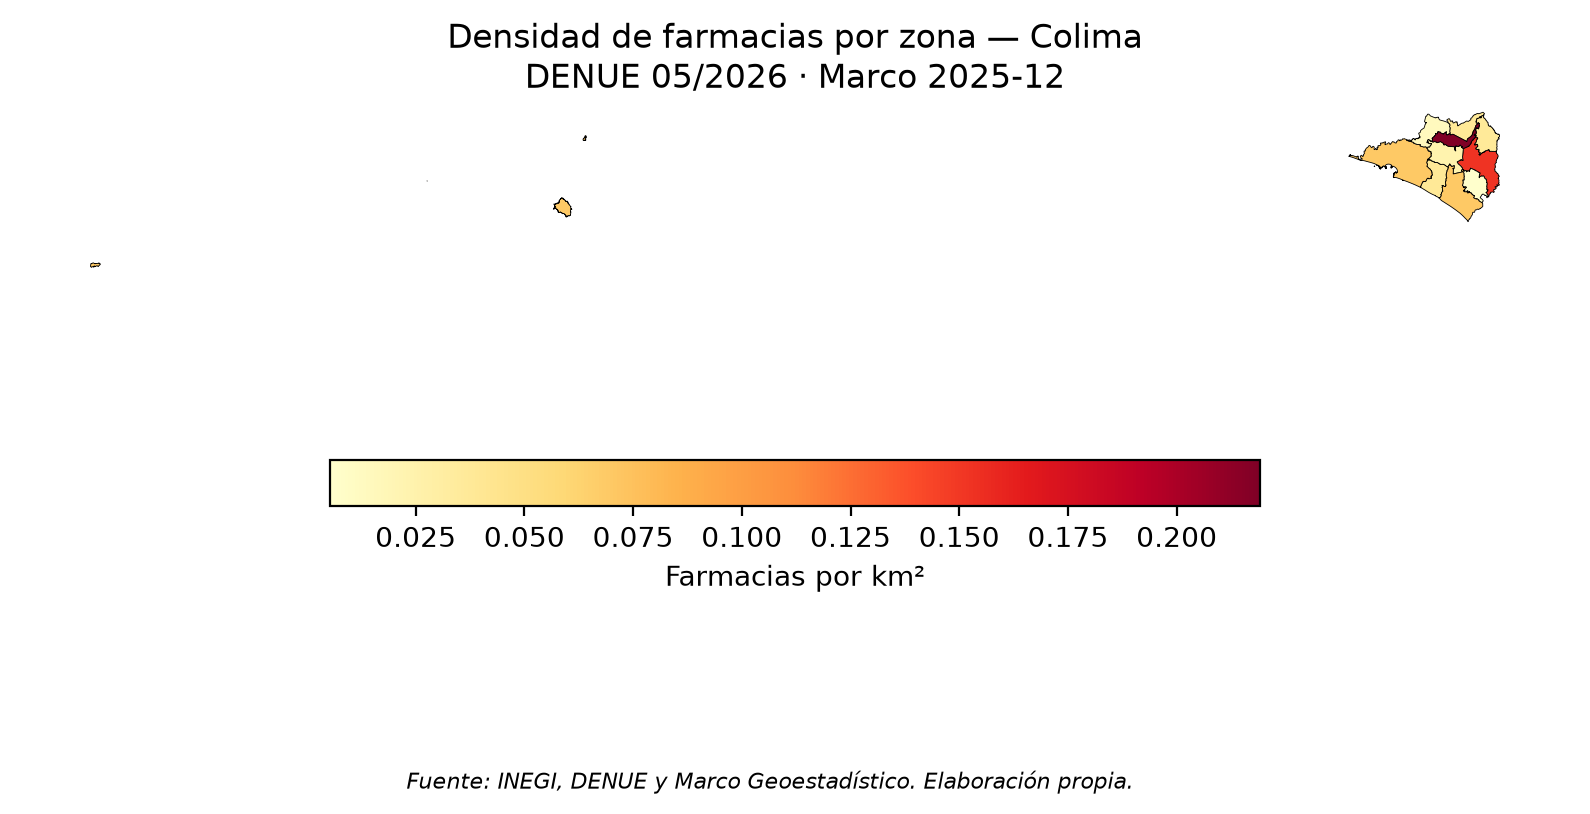 Densidad de farmacias por zona — Colima
DENUE 05/2026 · Marco 2025-12
0.025 0.050 0.075 0.100 0.125 0.150 0.175 0.200
Farmacias por km²
Fuente: INEGI, DENUE y Marco Geoestadístico. Elaboración propia.